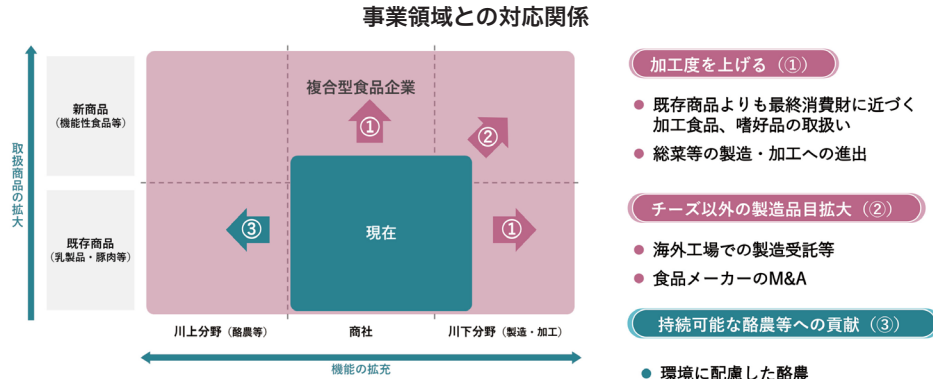 事業領域との対応関係
取扱商品の拡大
新商品
（機能性食品等）
既存商品
（乳製品・豚肉等）
複合型食品企業
①
②
③
現在
①
川上分野（酪農等）
商社
川下分野（製造・加工）
機能の拡充
加工度を上げる（①）
● 既存商品よりも最終消費財に近づく
加工食品、嗜好品の取扱い
● 総菜等の製造・加工への進出
チーズ以外の製造品目拡大（②）
● 海外工場での製造受託等
● 食品メーカーのM&A
持続可能な酪農等への貢献（③）
● 環境に配慮した酪農